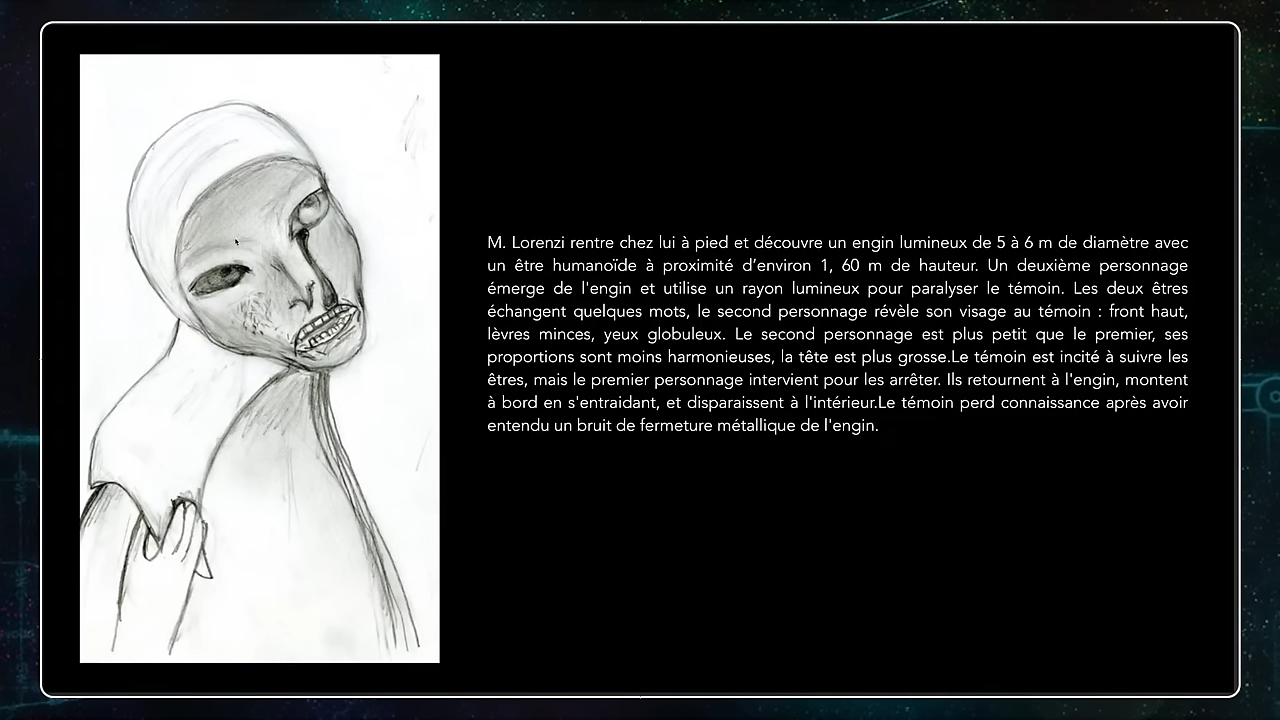 M. Lorenzi rentre chez lui à pied et découvre un engin lumineux de 5 à 6 m de diamètre avec
un être humanoïde à proximité d’environ 1, 60 m de hauteur. Un deuxième personnage
émerge de l'engin et utilise un rayon lumineux pour paralyser le témoin. Les deux êtres
échangent quelques mots, le second personnage révèle son visage au témoin : front haut,
lèvres minces, yeux globuleux. Le second personnage est plus petit que le premier, ses
proportions sont moins harmonieuses, la tête est plus grosse.Le témoin est incité à suivre les
êtres, mais le premier personnage intervient pour les arrêter. Ils retournent à l'engin, montent
à bord en s'entraidant, et disparaissent à l'intérieur.Le témoin perd connaissance après avoir
entendu un bruit de fermeture métallique de l'engin.